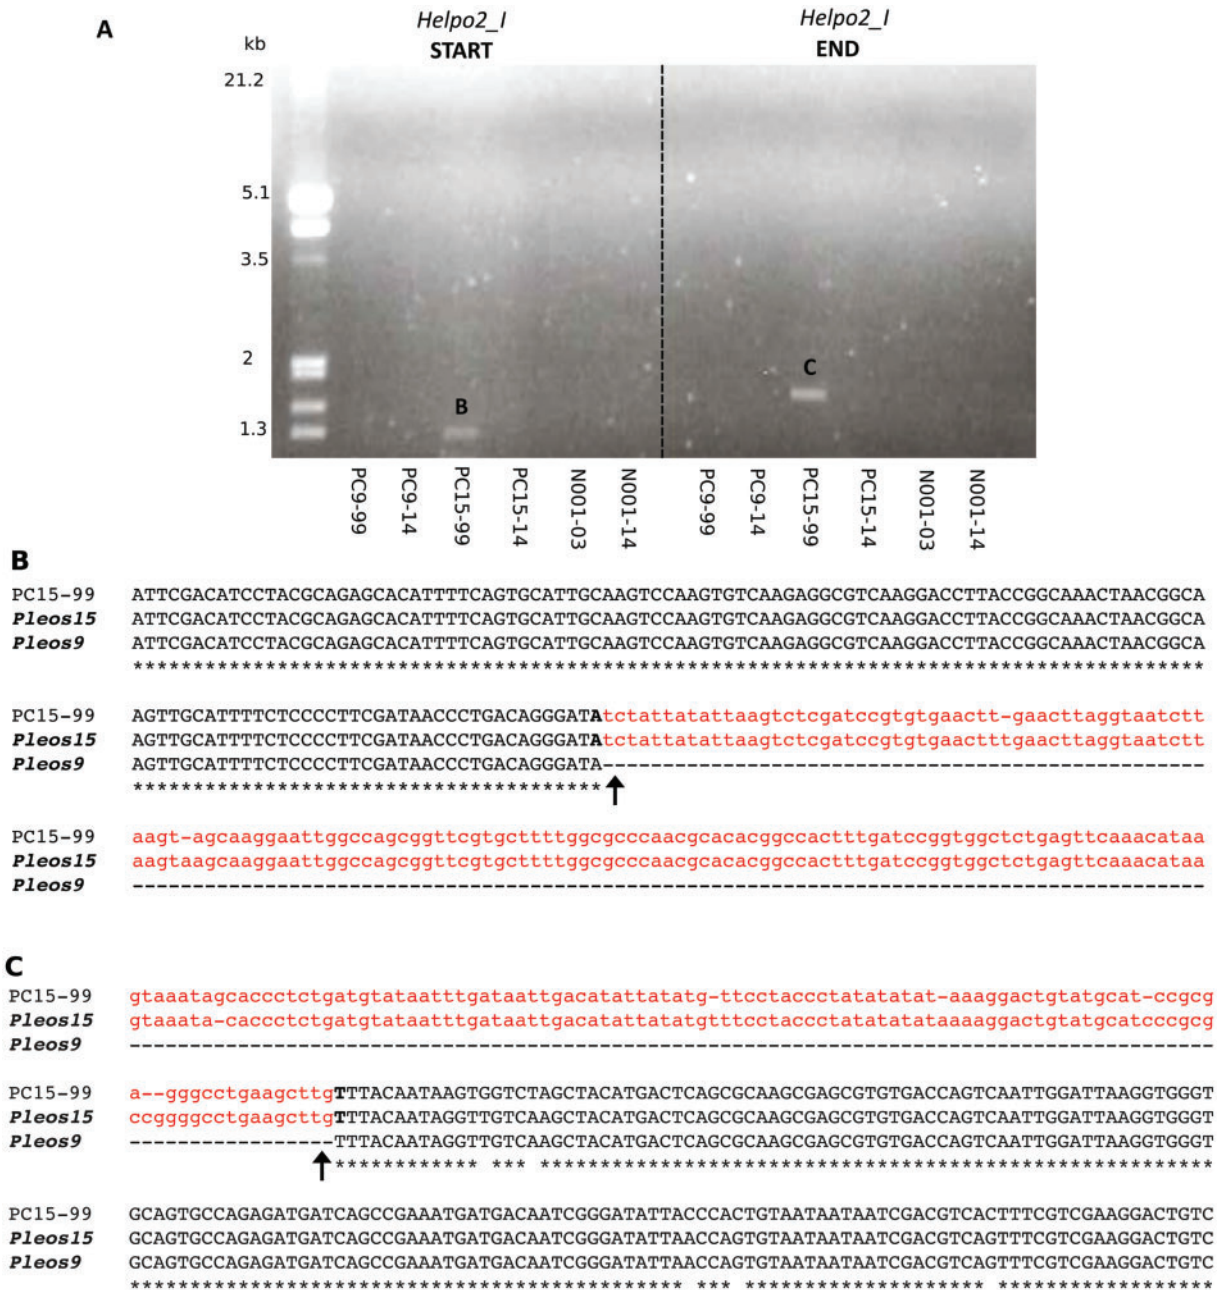 A
Helpo2_I
START
Helpo2_I
END
kb
21.2
5.1
3.5
2
1.3
B
C
PC9-99
PC9-14
PC15-99
PC15-14
N001-03
N001-14
PC9-99
PC9-14
PC15-99
PC15-14
N001-03
N001-14
B
PC15-99 ATTCGACATCCTACGCAGAGCACATTTTCAGTGCATTGCAAGTCCAAGTGTCAAGAGGCGTCAAGGACCTTACCGGCAAACTAACGGCA
Pleos15 ATTCGACATCCTACGCAGAGCACATTTTCAGTGCATTGCAAGTCCAAGTGTCAAGAGGCGTCAAGGACCTTACCGGCAAACTAACGGCA
Pleos9 ATTCGACATCCTACGCAGAGCACATTTTCAGTGCATTGCAAGTCCAAGTGTCAAGAGGCGTCAAGGACCTTACCGGCAAACTAACGGCA
*****************************************************************************************
PC15-99 AGTTGCATTTTCTCCCCTTCGATAACCCTGACAGGGATAtctattatattaagtctcgatccgtgtgaactt-gaacttaggtaatctt
Pleos15 AGTTGCATTTTCTCCCCTTCGATAACCCTGACAGGGATAtctattatattaagtctcgatccgtgtgaactttgaacttaggtaatctt
Pleos9 AGTTGCATTTTCTCCCCTTCGATAACCCTGACAGGGATA--------------------------------------------------
***************************************
PC15-99 aagt-agcaaggaattggccagcggttcgtgcttttggcgcccaacgcacacggccactttgatccggtggctctgagttcaaacataa
Pleos15 aagtaagcaaggaattggccagcggttcgtgcttttggcgcccaacgcacacggccactttgatccggtggctctgagttcaaacataa
Pleos9 -----------------------------------------------------------------------------------------
C
PC15-99 gtaaatagcaccctctgatgtataatttgataattgacatattatatg-ttcctaccctatatatat-aaaggactgtatgcat-ccgcg
Pleos15 gtaaata-caccctctgatgtataatttgataattgacatattatatgtttcctaccctatatatataaaaggactgtatgcatcccgcg
Pleos9 ------------------------------------------------------------------------------------------
PC15-99 a--gggcctgaagcttgTTTACAATAAGTGGTCTAGCTACATGACTCAGCGCAAGCGAGCGTGTGACCAGTCAATTGGATTAAGGTGGGT
Pleos15 ccggggcctgaagcttgTTTACAATAGGTTGTCAAGCTACATGACTCAGCGCAAGCGAGCGTGTGACCAGTCAATTGGATTAAGGTGGGT
Pleos9 -----------------TTTACAATAGGTTGTCAAGCTACATGACTCAGCGCAAGCGAGCGTGTGACCAGTCAATTGGATTAAGGTGGGT
************ *** ********************************************************
PC15-99 GCAGTGCCAGAGATGATCAGCCGAAATGATGACAATCGGGATATTACCCACTGTAATAATAATCGACGTCACTTTCGTCGAAGGACTGTC
Pleos15 GCAGTGCCAGAGATGATCAGCCGAAATGATGACAATCGGGATATTAACCAGTGTAATAATAATCGACGTCAGTTTCGTCGAAGGACTGTC
Pleos9 GCAGTGCCAGAGATGATCAGCCGAAATGATGACAATCGGGATATTAACCAGTGTAATAATAATCGACGTCAGTTTCGTCGAAGGACTGTC
********************************************** *** ******************** ******************